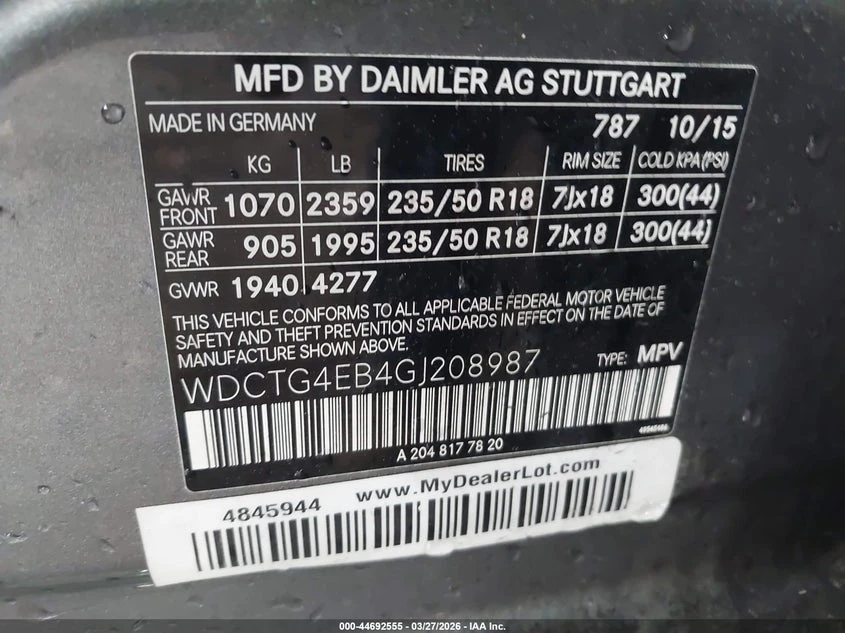 MFD BY DAIMLER AG STUTTGART
MADE IN GERMANY 787 10/15
KG LB TIRES RIM SIZE COLD KPA(PSI)
GAWR FRONT 1070 2359 235/50 R18 7Jx18 300(44)
GAWR REAR 905 1995 235/50 R18 7Jx18 300(44)
GVWR 1940 4277
THIS VEHICLE CONFORMS TO ALL APPLICABLE FEDERAL MOTOR VEHICLE
SAFETY AND THEFT PREVENTION STANDARDS IN EFFECT ON THE DATE OF
MANUFACTURE SHOWN ABOVE.
TYPE: MPV
WDCTG4EB4GJ208987
A 204 817 78 20
4845944 www.MyDealerLot.com
000-44692555 — 03/27/2026 — IAA Inc.